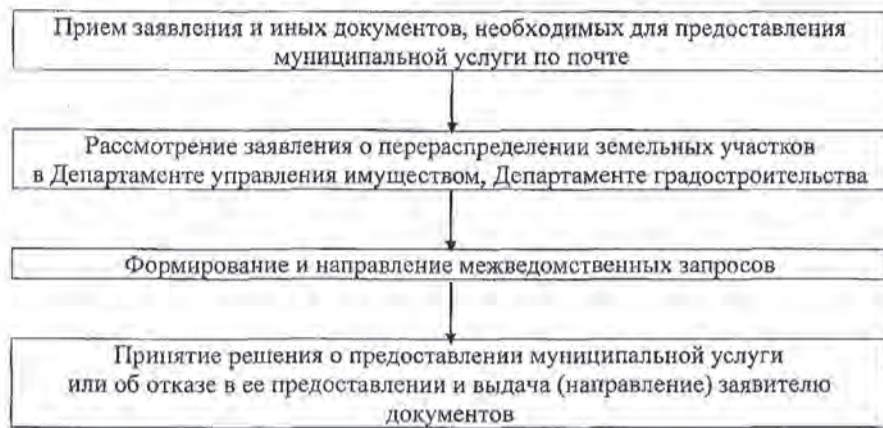 Прием заявления и иных документов, необходимых для предоставления
муниципальной услуги по почте
Рассмотрение заявления о перераспределении земельных участков
в Департаменте управления имуществом, Департаменте градостроительства
Формирование и направление межведомственных запросов
Принятие решения о предоставлении муниципальной услуги
или об отказе в ее предоставлении и выдача (направление) заявителю
документов